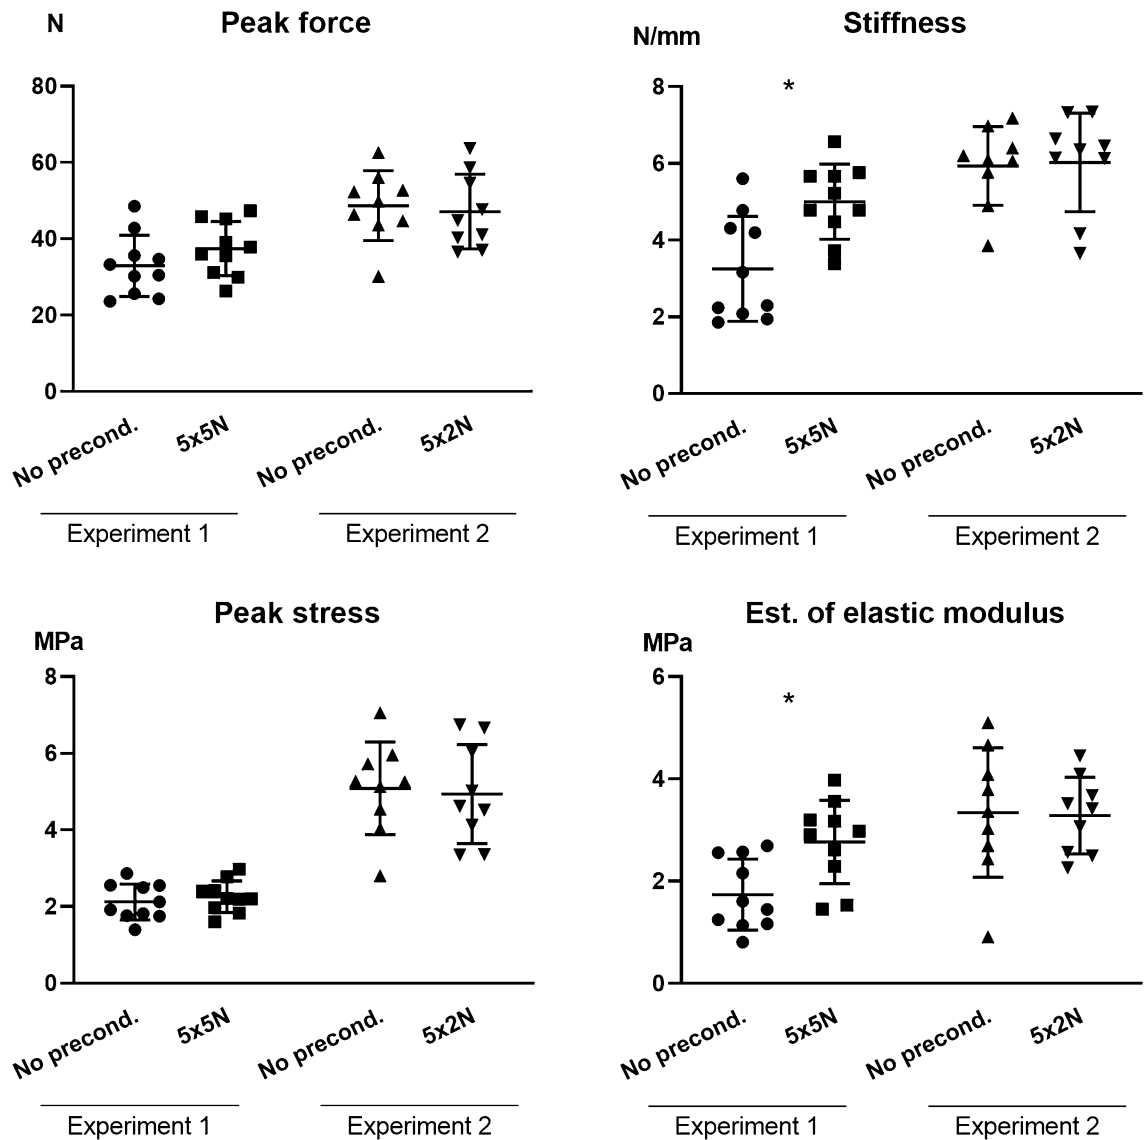 Peak force
N
80
60
40
20
0
No precond.
5x5N
No precond.
5x2N
Experiment 1
Experiment 2
Stiffness
N/mm
8
*
6
4
2
0
No precond.
5x5N
No precond.
5x2N
Experiment 1
Experiment 2
Peak stress
MPa
8
6
4
2
0
No precond.
5x5N
No precond.
5x2N
Experiment 1
Experiment 2
Est. of elastic modulus
MPa
6
*
4
2
0
No precond.
5x5N
No precond.
5x2N
Experiment 1
Experiment 2